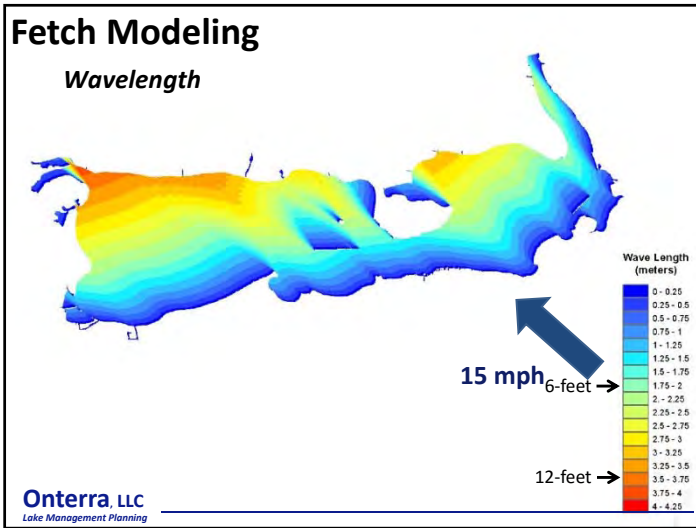 Fetch Modeling
Wavelength
Wave Length
(meters)
0 - 0.25
0.25 - 0.5
0.5 - 0.75
0.75 - 1
1 - 1.25
1.25 - 1.5
1.5 - 1.75
1.75 - 2
2. - 2.25
2.25 - 2.5
2.5 - 2.75
2.75 - 3
3 - 3.25
3.25 - 3.5
3.5 - 3.75
3.75 - 4
4 - 4.25
15 mph
6-feet
12-feet
Onterra, LLC
Lake Management Planning